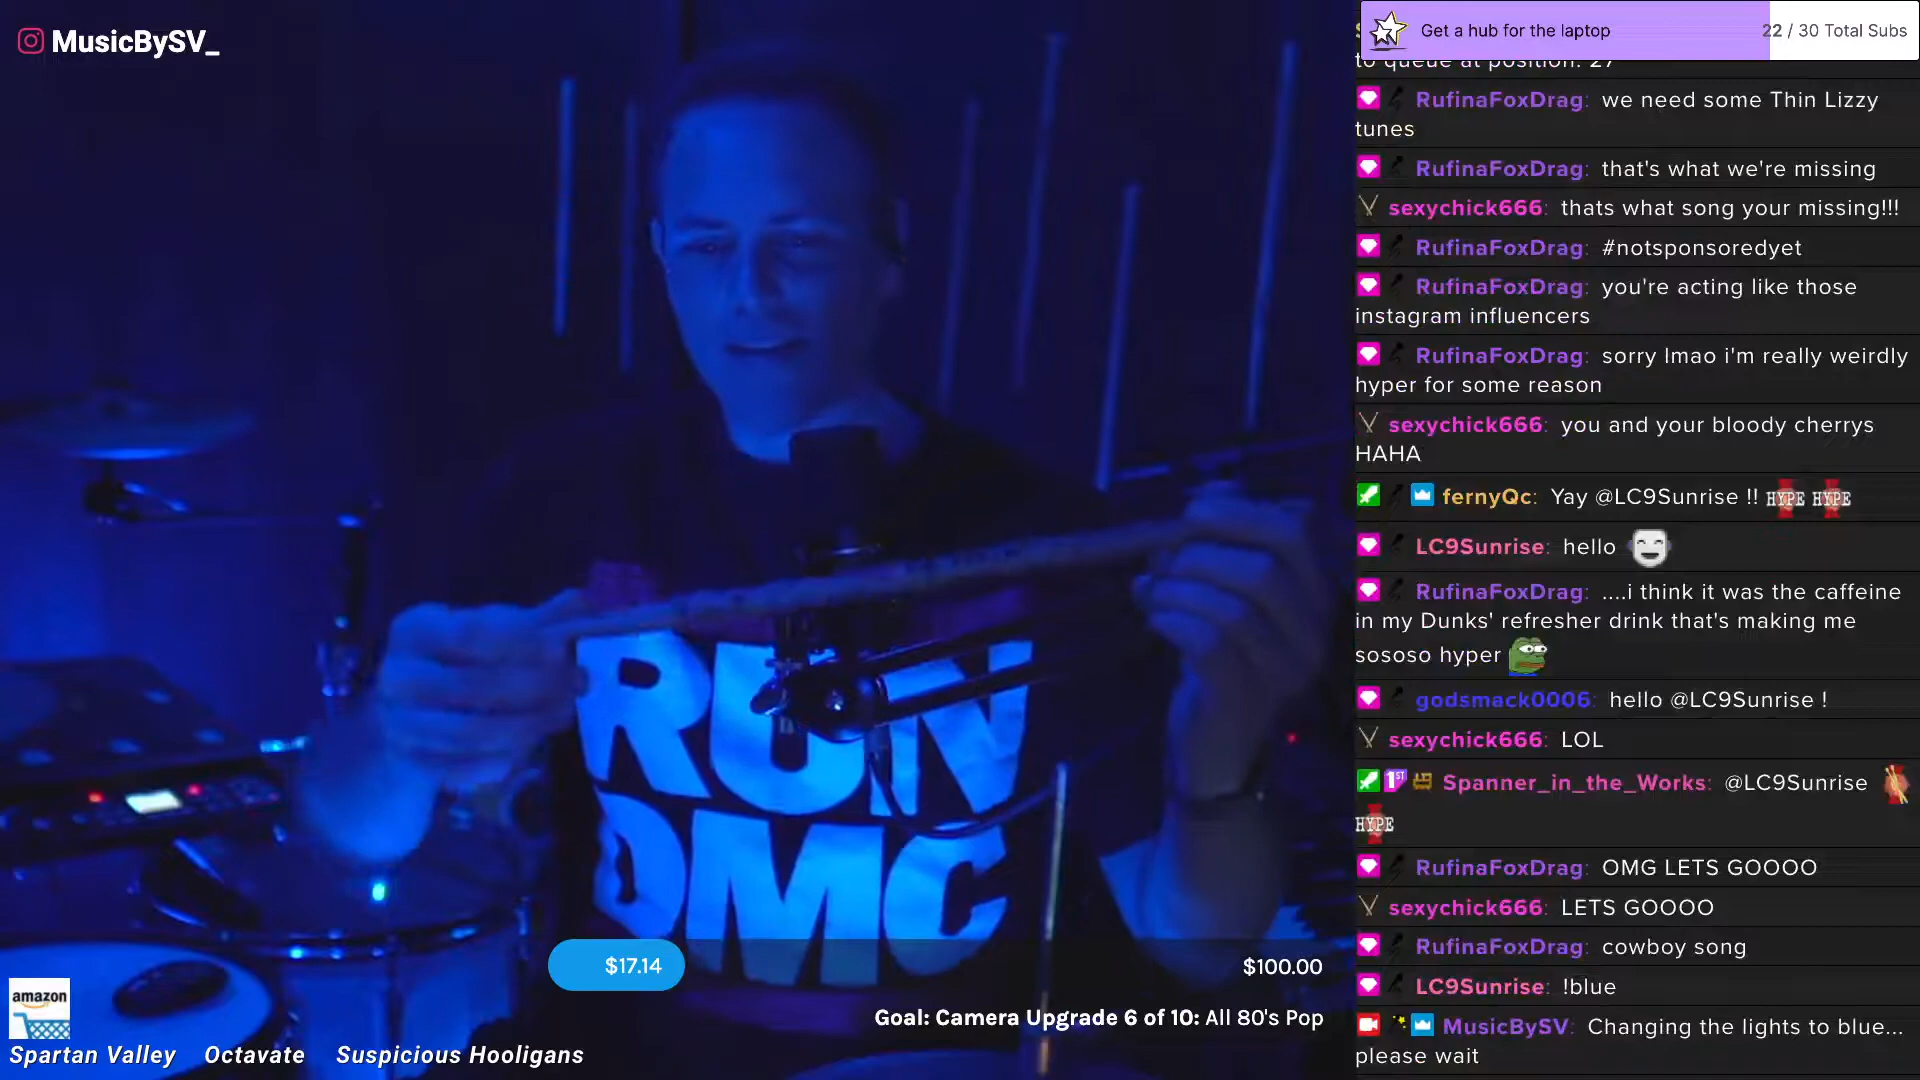 MusicBySV_
Get a hub for the laptop
22 / 30 Total Subs
to queue at position: 27
RufinaFoxDrag: we need some Thin Lizzy
tunes
RufinaFoxDrag: that's what we're missing
sexychick666: thats what song your missing!!!
RufinaFoxDrag: #notsponsoredyet
RufinaFoxDrag: you're acting like those
instagram influencers
RufinaFoxDrag: sorry lmao i'm really weirdly
hyper for some reason
sexychick666: you and your bloody cherrys
HAHA
fernyQc: Yay @LC9Sunrise !! HYPE HYPE
LC9Sunrise: hello
RufinaFoxDrag: ....i think it was the caffeine
in my Dunks' refresher drink that's making me
sososo hyper
godsmack0006: hello @LC9Sunrise !
sexychick666: LOL
1ST Spanner_in_the_Works: @LC9Sunrise
HYPE
RufinaFoxDrag: OMG LETS GOOOO
sexychick666: LETS GOOOO
RufinaFoxDrag: cowboy song
LC9Sunrise: !blue
MusicBySV: Changing the lights to blue...
please wait
RUN
DMC
$17.14
$100.00
Goal: Camera Upgrade 6 of 10: All 80's Pop
amazon
Spartan Valley Octavate Suspicious Hooligans